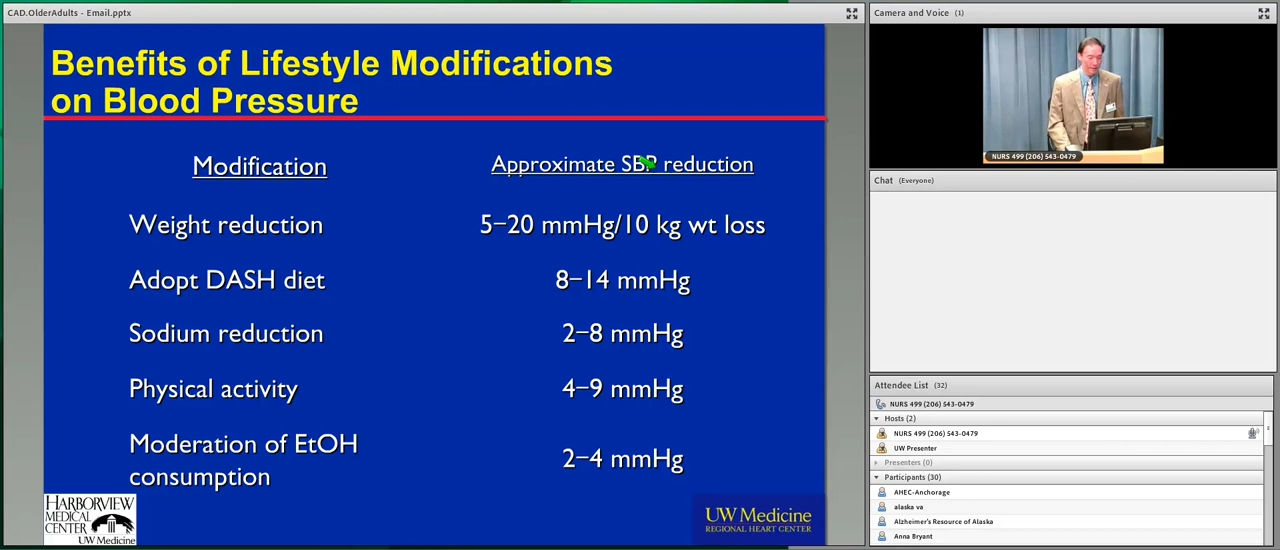 CAD.OlderAdults - Email.pptx
Benefits of Lifestyle Modifications
on Blood Pressure
Modification
Approximate SBP reduction
Weight reduction
5–20 mmHg/10 kg wt loss
Adopt DASH diet
8–14 mmHg
Sodium reduction
2–8 mmHg
Physical activity
4–9 mmHg
Moderation of EtOH
consumption
2–4 mmHg
HARBORVIEW
MEDICAL
CENTER
UW Medicine
UW Medicine
REGIONAL HEART CENTER
Camera and Voice (1)
NURS 499 (206) 543-0479
Chat (Everyone)
Attendee List (32)
NURS 499 (206) 543-0479
Hosts (2)
NURS 499 (206) 543-0479
UW Presenter
Presenters (0)
Participants (30)
AHEC-Anchorage
alaska va
Alzheimer's Resource of Alaska
Anna Bryant